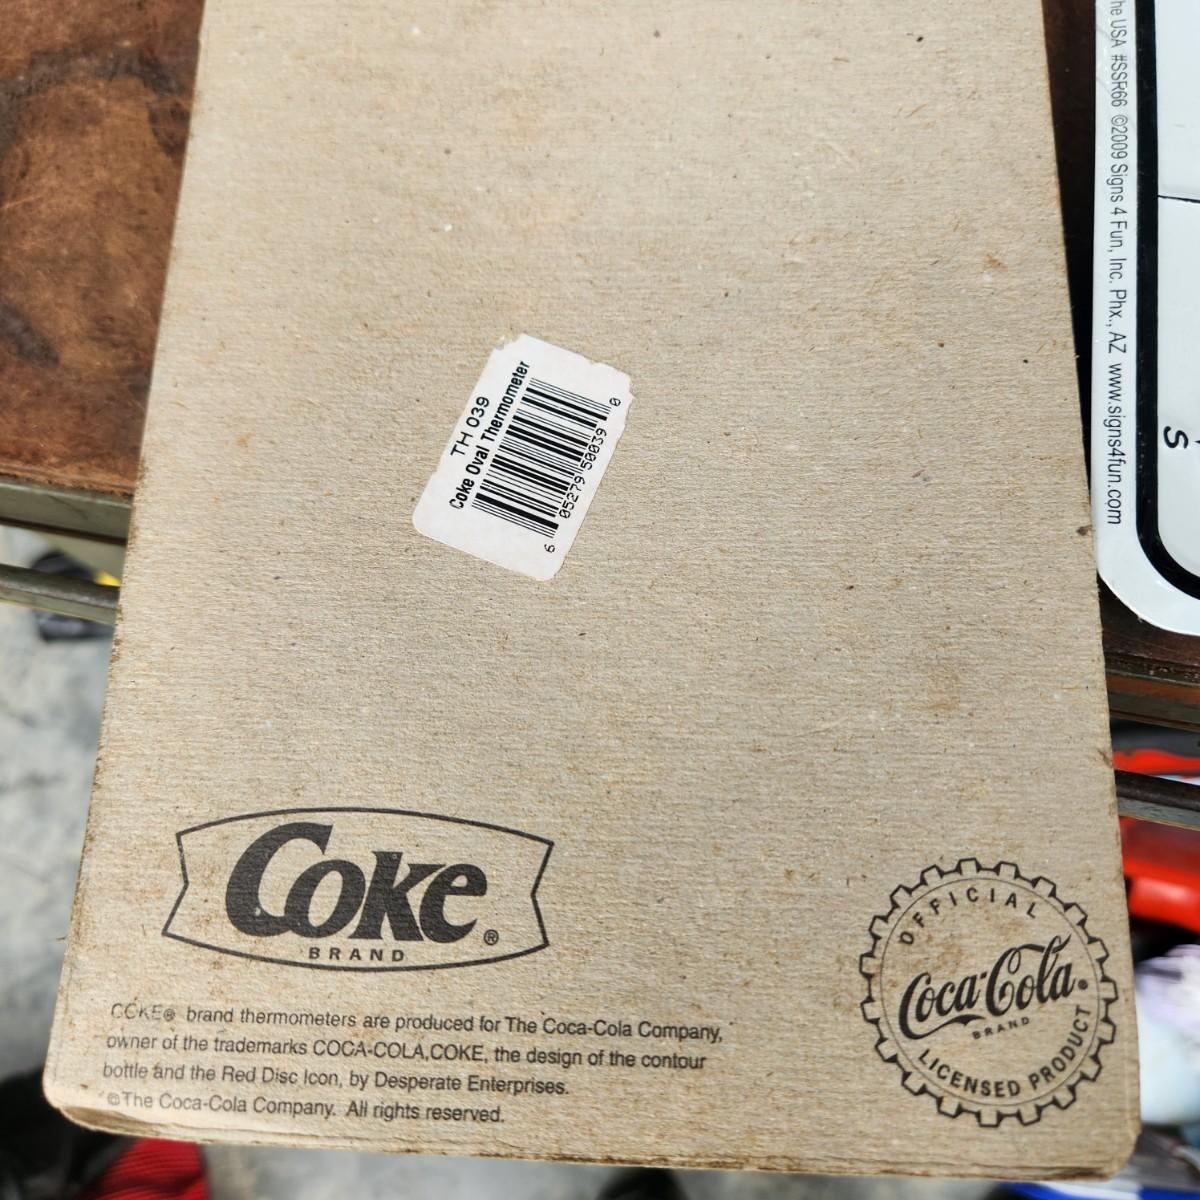 he USA #SSR66 ©2009 Signs 4 Fun, Inc. Phx., AZ www.signs4fun.com
S
TH 039
Coke Oval Thermometer
6 05279 50039 0
Coke®
BRAND
COKE® brand thermometers are produced for The Coca-Cola Company,
owner of the trademarks COCA-COLA,COKE, the design of the contour
bottle and the Red Disc Icon, by Desperate Enterprises.
©The Coca-Cola Company. All rights reserved.
OFFICIAL
Coca-Cola®
BRAND
LICENSED PRODUCT